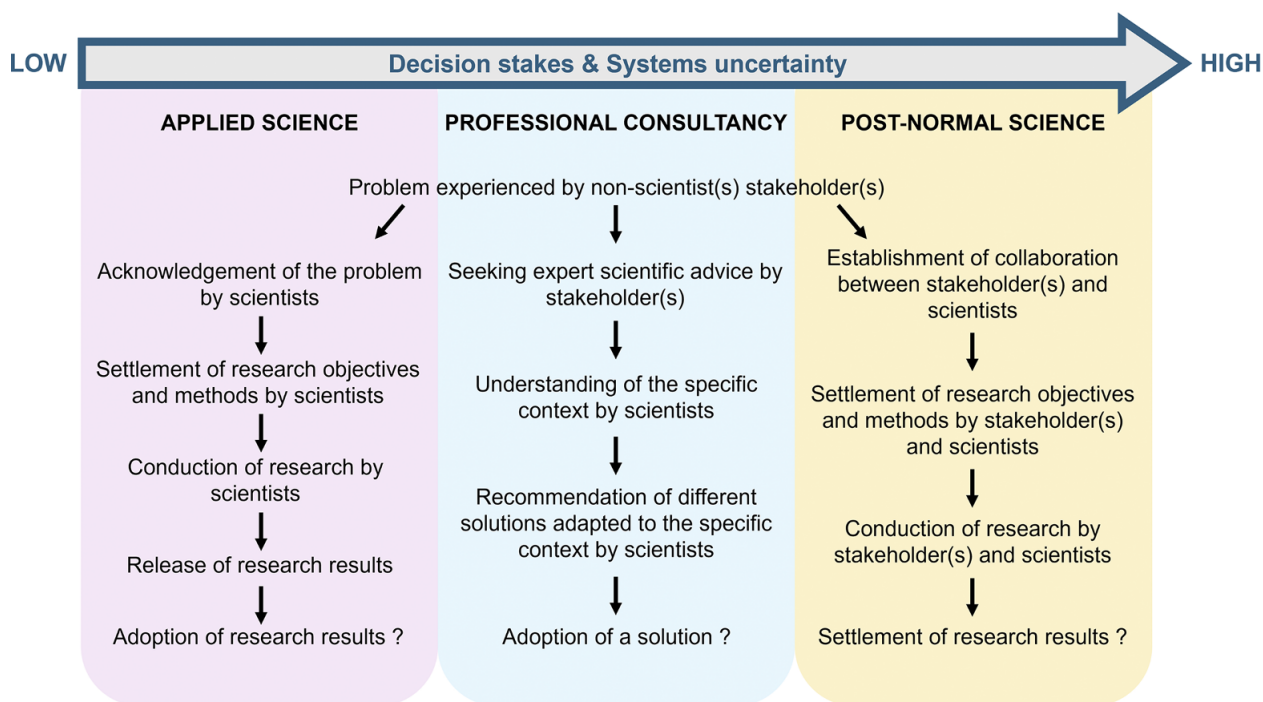 LOW
Decision stakes & Systems uncertainty
HIGH
APPLIED SCIENCE
PROFESSIONAL CONSULTANCY
POST-NORMAL SCIENCE
Problem experienced by non-scientist(s) stakeholder(s)
Acknowledgement of the problem
by scientists
Settlement of research objectives
and methods by scientists
Conduction of research by
scientists
Release of research results
Adoption of research results ?
Seeking expert scientific advice by
stakeholder(s)
Understanding of the specific
context by scientists
Recommendation of different
solutions adapted to the specific
context by scientists
Adoption of a solution ?
Establishment of collaboration
between stakeholder(s) and
scientists
Settlement of research objectives
and methods by stakeholder(s)
and scientists
Conduction of research by
stakeholder(s) and scientists
Settlement of research results ?